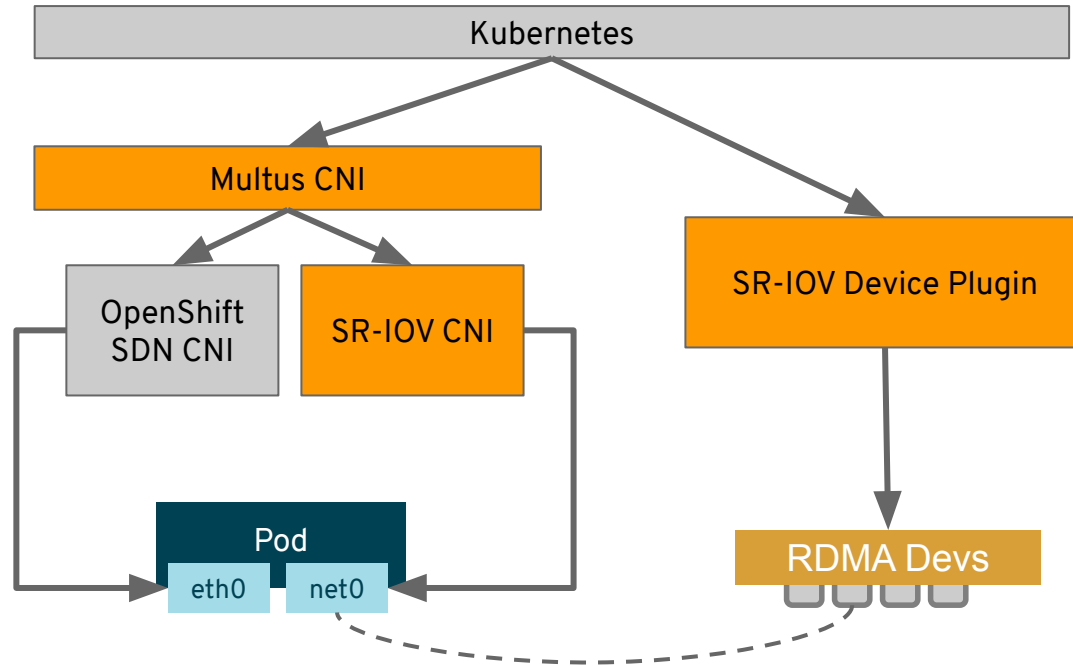 Kubernetes
Multus CNI
OpenShift
SDN CNI
SR-IOV CNI
SR-IOV Device Plugin
Pod
eth0
net0
RDMA Devs